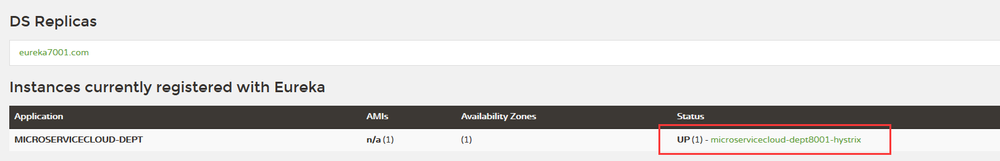 DS Replicas
eureka7001.com
Instances currently registered with Eureka
Application AMIs Availability Zones Status
MICROSERVICECLOUD-DEPT n/a (1) (1) UP (1) - microservicecloud-dept8001-hystrix